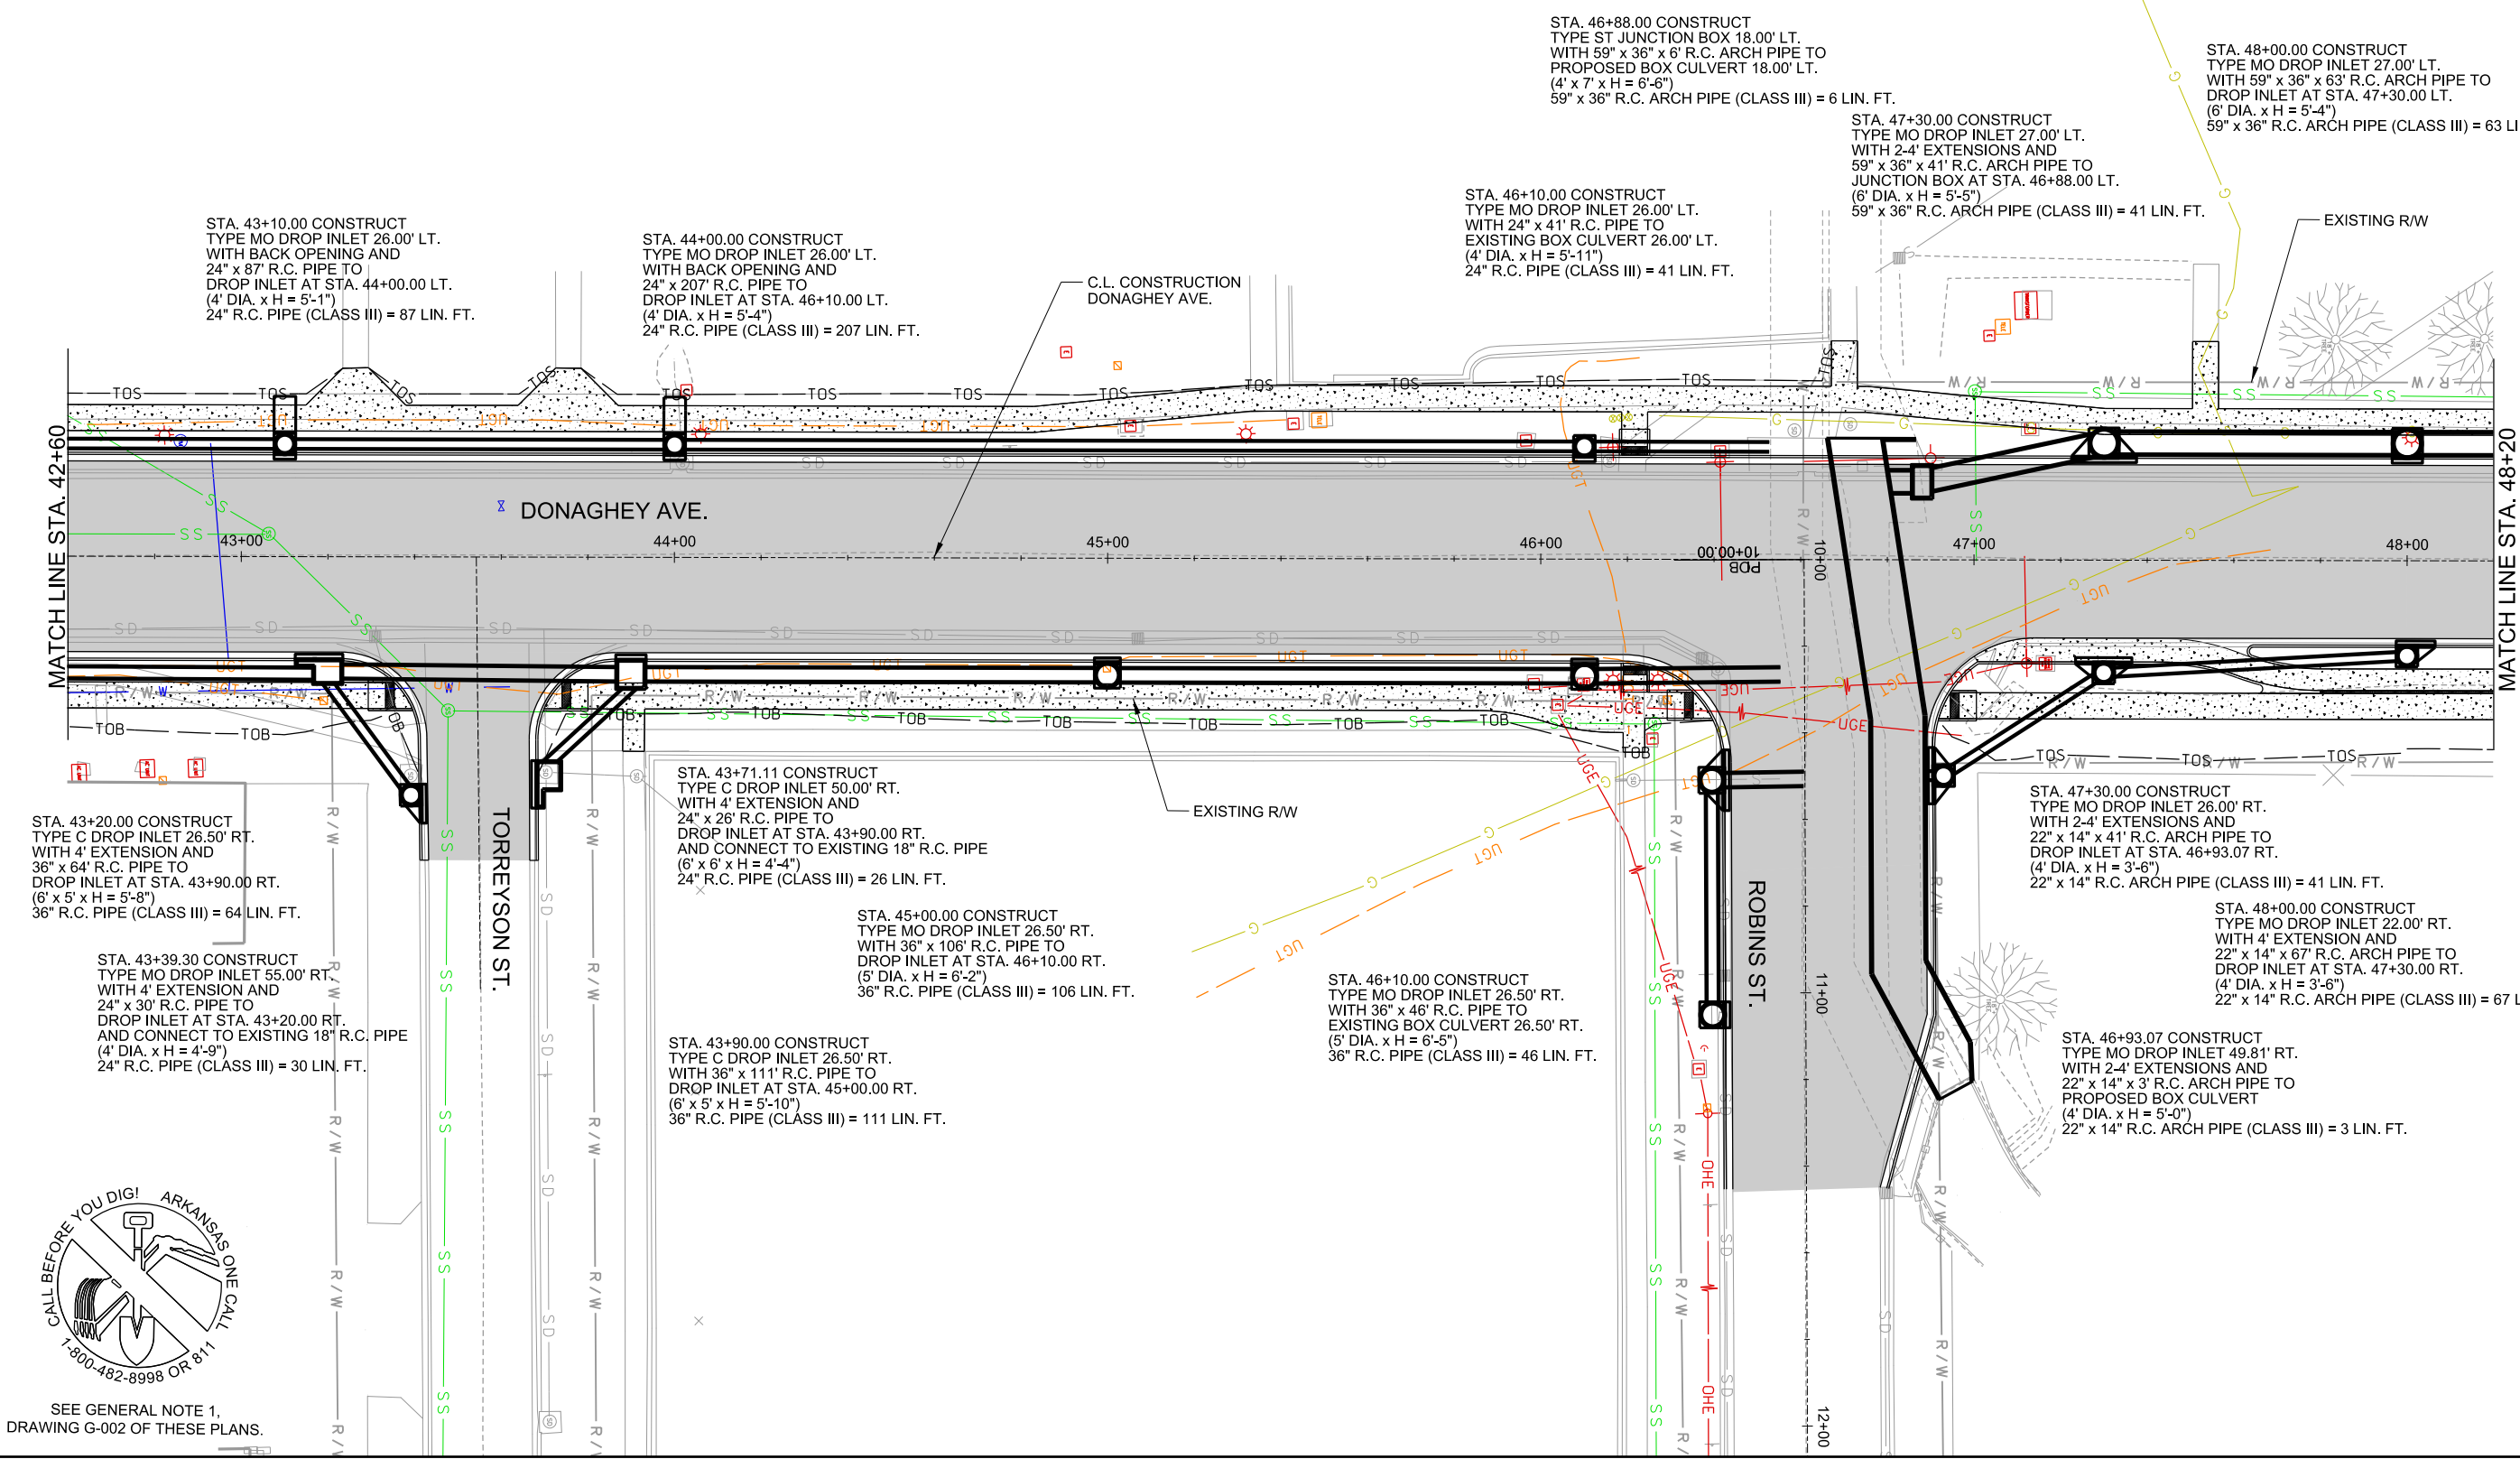 STA. 46+88.00 CONSTRUCT
TYPE ST JUNCTION BOX 18.00' LT.
WITH 59" x 36" x 6' R.C. ARCH PIPE TO
PROPOSED BOX CULVERT 18.00' LT.
(4' x 7' x H = 6'-6")
59" x 36" R.C. ARCH PIPE (CLASS III) = 6 LIN. FT.
STA. 48+00.00 CONSTRUCT
TYPE MO DROP INLET 27.00' LT.
WITH 59" x 36" x 63' R.C. ARCH PIPE TO
DROP INLET AT STA. 47+30.00 LT.
(6' DIA. x H = 5'-4")
59" x 36" R.C. ARCH PIPE (CLASS III) = 63 LI
STA. 47+30.00 CONSTRUCT
TYPE MO DROP INLET 27.00' LT.
WITH 2-4' EXTENSIONS AND
59" x 36" x 41' R.C. ARCH PIPE TO
JUNCTION BOX AT STA. 46+88.00 LT.
(6' DIA. x H = 5'-5")
59" x 36" R.C. ARCH PIPE (CLASS III) = 41 LIN. FT.
STA. 46+10.00 CONSTRUCT
TYPE MO DROP INLET 26.00' LT.
WITH 24" x 41' R.C. PIPE TO
EXISTING BOX CULVERT 26.00' LT.
(4' DIA. x H = 5'-11")
24" R.C. PIPE (CLASS III) = 41 LIN. FT.
EXISTING R/W
STA. 43+10.00 CONSTRUCT
TYPE MO DROP INLET 26.00' LT.
WITH BACK OPENING AND
24" x 87' R.C. PIPE TO
DROP INLET AT STA. 44+00.00 LT.
(4' DIA. x H = 5'-1")
24" R.C. PIPE (CLASS III) = 87 LIN. FT.
STA. 44+00.00 CONSTRUCT
TYPE MO DROP INLET 26.00' LT.
WITH BACK OPENING AND
24" x 207' R.C. PIPE TO
DROP INLET AT STA. 46+10.00 LT.
(4' DIA. x H = 5'-4")
24" R.C. PIPE (CLASS III) = 207 LIN. FT.
C.L. CONSTRUCTION
DONAGHEY AVE.
MATCH LINE STA. 42+60
DONAGHEY AVE.
43+00
44+00
45+00
46+00
47+00
48+00
POB
10+00.00
10+00
MATCH LINE STA. 48+20
STA. 43+20.00 CONSTRUCT
TYPE C DROP INLET 26.50' RT.
WITH 4' EXTENSION AND
36" x 64' R.C. PIPE TO
DROP INLET AT STA. 43+90.00 RT.
(6' x 5' x H = 5'-8")
36" R.C. PIPE (CLASS III) = 64 LIN. FT.
TORREYSON ST.
STA. 43+71.11 CONSTRUCT
TYPE C DROP INLET 50.00' RT.
WITH 4' EXTENSION AND
24" x 26' R.C. PIPE TO
DROP INLET AT STA. 43+90.00 RT.
AND CONNECT TO EXISTING 18" R.C. PIPE
(6' x 6' x H = 4'-4")
24" R.C. PIPE (CLASS III) = 26 LIN. FT.
EXISTING R/W
STA. 47+30.00 CONSTRUCT
TYPE MO DROP INLET 26.00' RT.
WITH 2-4' EXTENSIONS AND
22" x 14" x 41' R.C. ARCH PIPE TO
DROP INLET AT STA. 46+93.07 RT.
(4' DIA. x H = 3'-6")
22" x 14" R.C. ARCH PIPE (CLASS III) = 41 LIN. FT.
STA. 48+00.00 CONSTRUCT
TYPE MO DROP INLET 22.00' RT.
WITH 4' EXTENSION AND
22" x 14" x 67' R.C. ARCH PIPE TO
DROP INLET AT STA. 47+30.00 RT.
(4' DIA. x H = 3'-6")
22" x 14" R.C. ARCH PIPE (CLASS III) = 67 L
STA. 43+39.30 CONSTRUCT
TYPE MO DROP INLET 55.00' RT.
WITH 4' EXTENSION AND
24" x 30' R.C. PIPE TO
DROP INLET AT STA. 43+20.00 RT.
AND CONNECT TO EXISTING 18" R.C. PIPE
(4' DIA. x H = 4'-9")
24" R.C. PIPE (CLASS III) = 30 LIN. FT.
STA. 45+00.00 CONSTRUCT
TYPE MO DROP INLET 26.50' RT.
WITH 36" x 106' R.C. PIPE TO
DROP INLET AT STA. 46+10.00 RT.
(5' DIA. x H = 6'-2")
36" R.C. PIPE (CLASS III) = 106 LIN. FT.
ROBINS ST.
11+00
12+00
STA. 46+10.00 CONSTRUCT
TYPE MO DROP INLET 26.50' RT.
WITH 36" x 46' R.C. PIPE TO
EXISTING BOX CULVERT 26.50' RT.
(5' DIA. x H = 6'-5")
36" R.C. PIPE (CLASS III) = 46 LIN. FT.
STA. 43+90.00 CONSTRUCT
TYPE C DROP INLET 26.50' RT.
WITH 36" x 111' R.C. PIPE TO
DROP INLET AT STA. 45+00.00 RT.
(6' x 5' x H = 5'-10")
36" R.C. PIPE (CLASS III) = 111 LIN. FT.
STA. 46+93.07 CONSTRUCT
TYPE MO DROP INLET 49.81' RT.
WITH 2-4' EXTENSIONS AND
22" x 14" x 3' R.C. ARCH PIPE TO
PROPOSED BOX CULVERT
(4' DIA. x H = 5'-0")
22" x 14" R.C. ARCH PIPE (CLASS III) = 3 LIN. FT.
CALL BEFORE YOU DIG! ARKANSAS ONE CALL
1-800-482-8998 OR 811
SEE GENERAL NOTE 1,
DRAWING G-002 OF THESE PLANS.